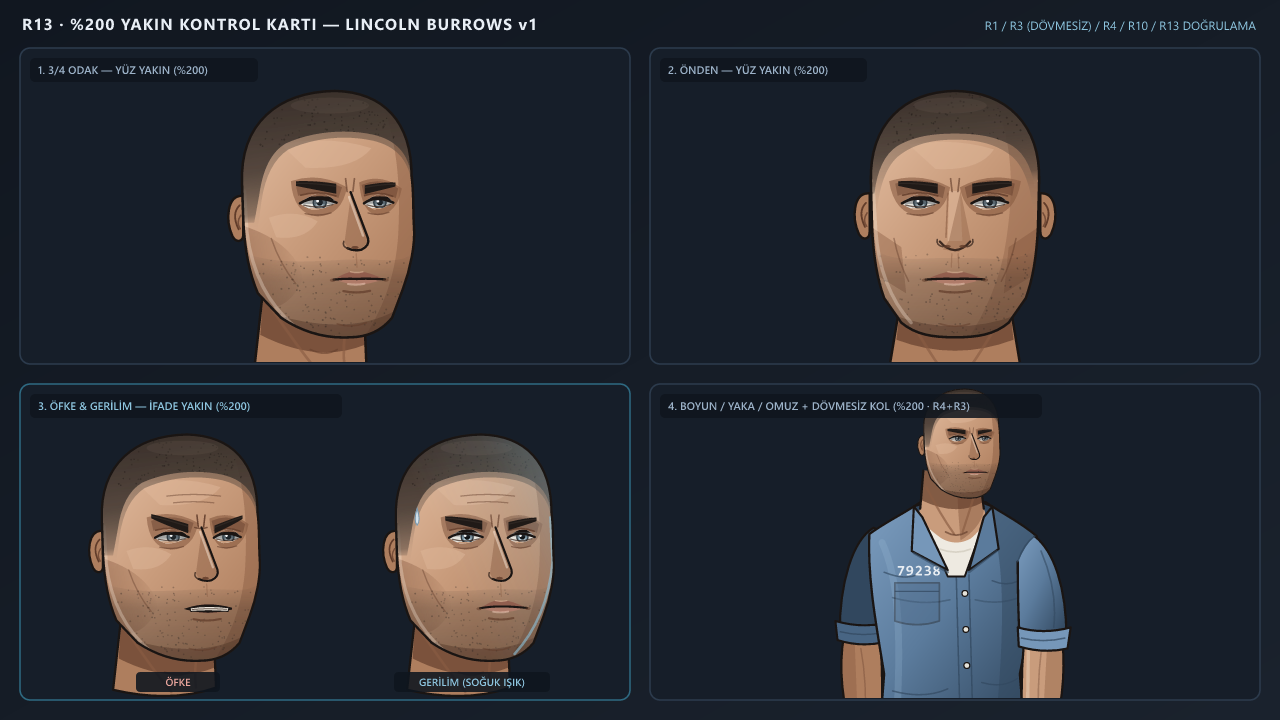 R13 · %200 YAKIN KONTROL KARTI — LINCOLN BURROWS v1
R1 / R3 (DÖVMESİZ) / R4 / R10 / R13 DOĞRULAMA
1. 3/4 ODAK — YÜZ YAKIN (%200)
2. ÖNDEN — YÜZ YAKIN (%200)
3. ÖFKE & GERİLİM — İFADE YAKIN (%200)
ÖFKE
GERİLİM (SOĞUK IŞIK)
4. BOYUN / YAKA / OMUZ + DÖVMESİZ KOL (%200 · R4+R3)
79238